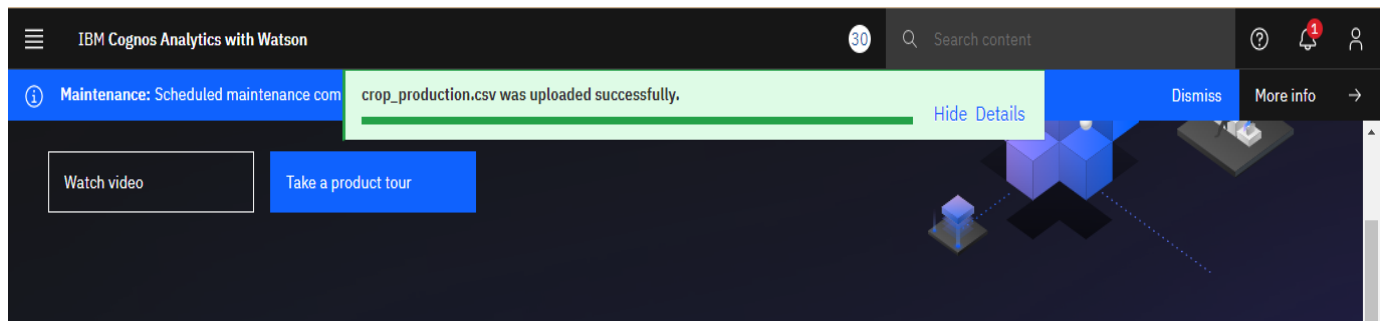 IBM Cognos Analytics with Watson
30
Search content
1
Maintenance: Scheduled maintenance com
crop_production.csv was uploaded successfully.
Hide Details
Dismiss
More info
Watch video
Take a product tour